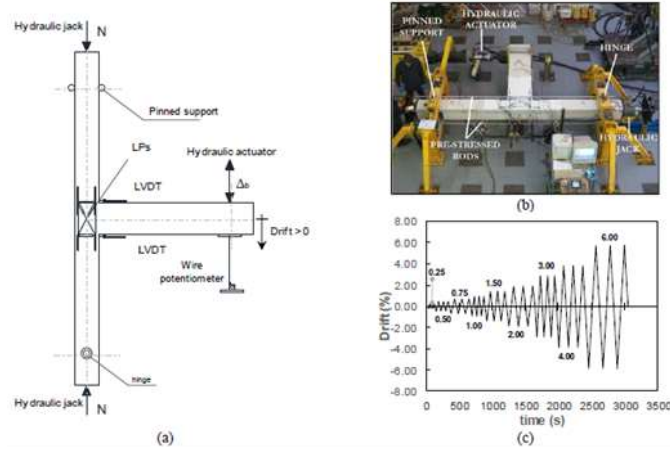 Hydraulic jack
N
Pinned support
LPs
LVDT
Hydraulic actuator
Δb
Drift > 0
LVDT
Wire
potentiometer
hinge
Hydraulic jack
N
(a)
PINNED
SUPPORT
HYDRAULIC
ACTUATOR
HINGE
PRE-STRESSED
RODS
HYDRAULIC
JACK
(b)
8.00
6.00
4.00
2.00
0.00
-2.00
-4.00
-6.00
-8.00
Drift (%)
0.25
0.50
0.75
1.00
1.50
2.00
3.00
4.00
6.00
0 500 1000 1500 2000 2500 3000 3500
time (s)
(c)